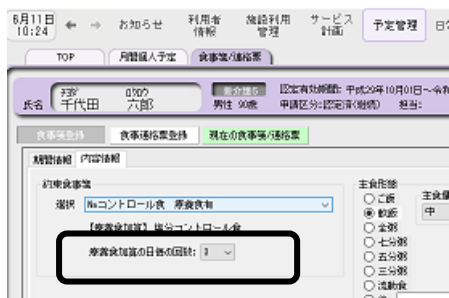 6月11日
10:24
お知らせ
利用者
情報
施設利用
管理
サービス
計画
予定管理
日
TOP
月間個人予定
食事箋/連絡票
氏名
千代田
六郎
男性 90歳
要介護5
認定有効期間: 平成29年10月01日~令和
申請区分:認定済(継続) 担当:
食事箋登録
食事連絡票登録
現在の食事箋/連絡票
期間情報
内容情報
約束食事箋
選択
Naコントロール食 療養食有
【療養食加算】塩分コントロール食
療養食加算の日毎の回数: 3
主食形態
ご飯
軟飯
全粥
七分粥
五分粥
三分粥
流動食
主食量
中